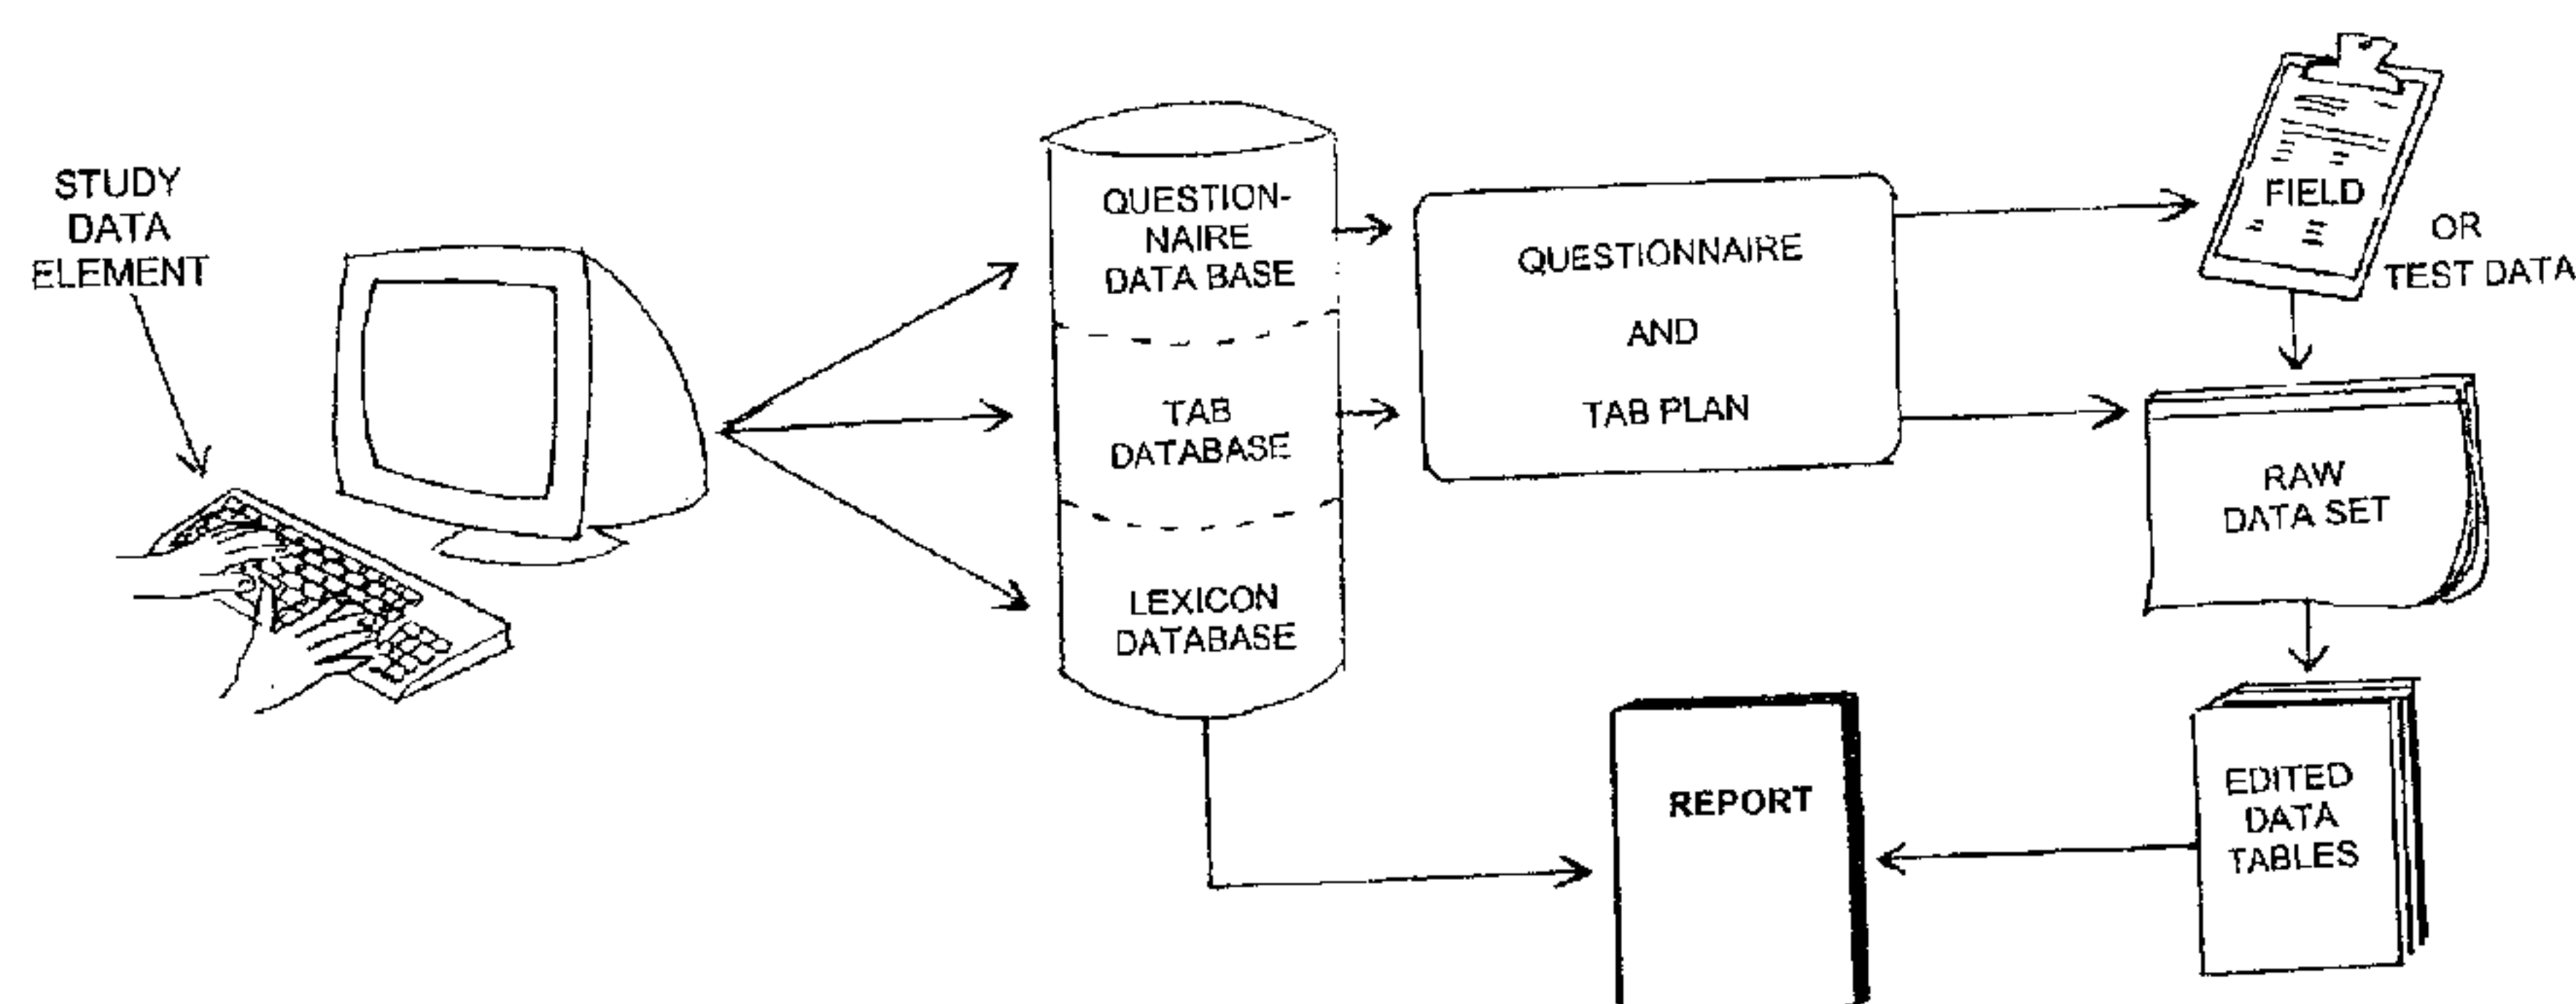 STUDY
DATA
ELEMENT
QUESTION-
NAIRE
DATA BASE
TAB
DATABASE
LEXICON
DATABASE
QUESTIONNAIRE
AND
TAB PLAN
FIELD
OR
TEST DATA
RAW
DATA SET
EDITED
DATA
TABLES
REPORT